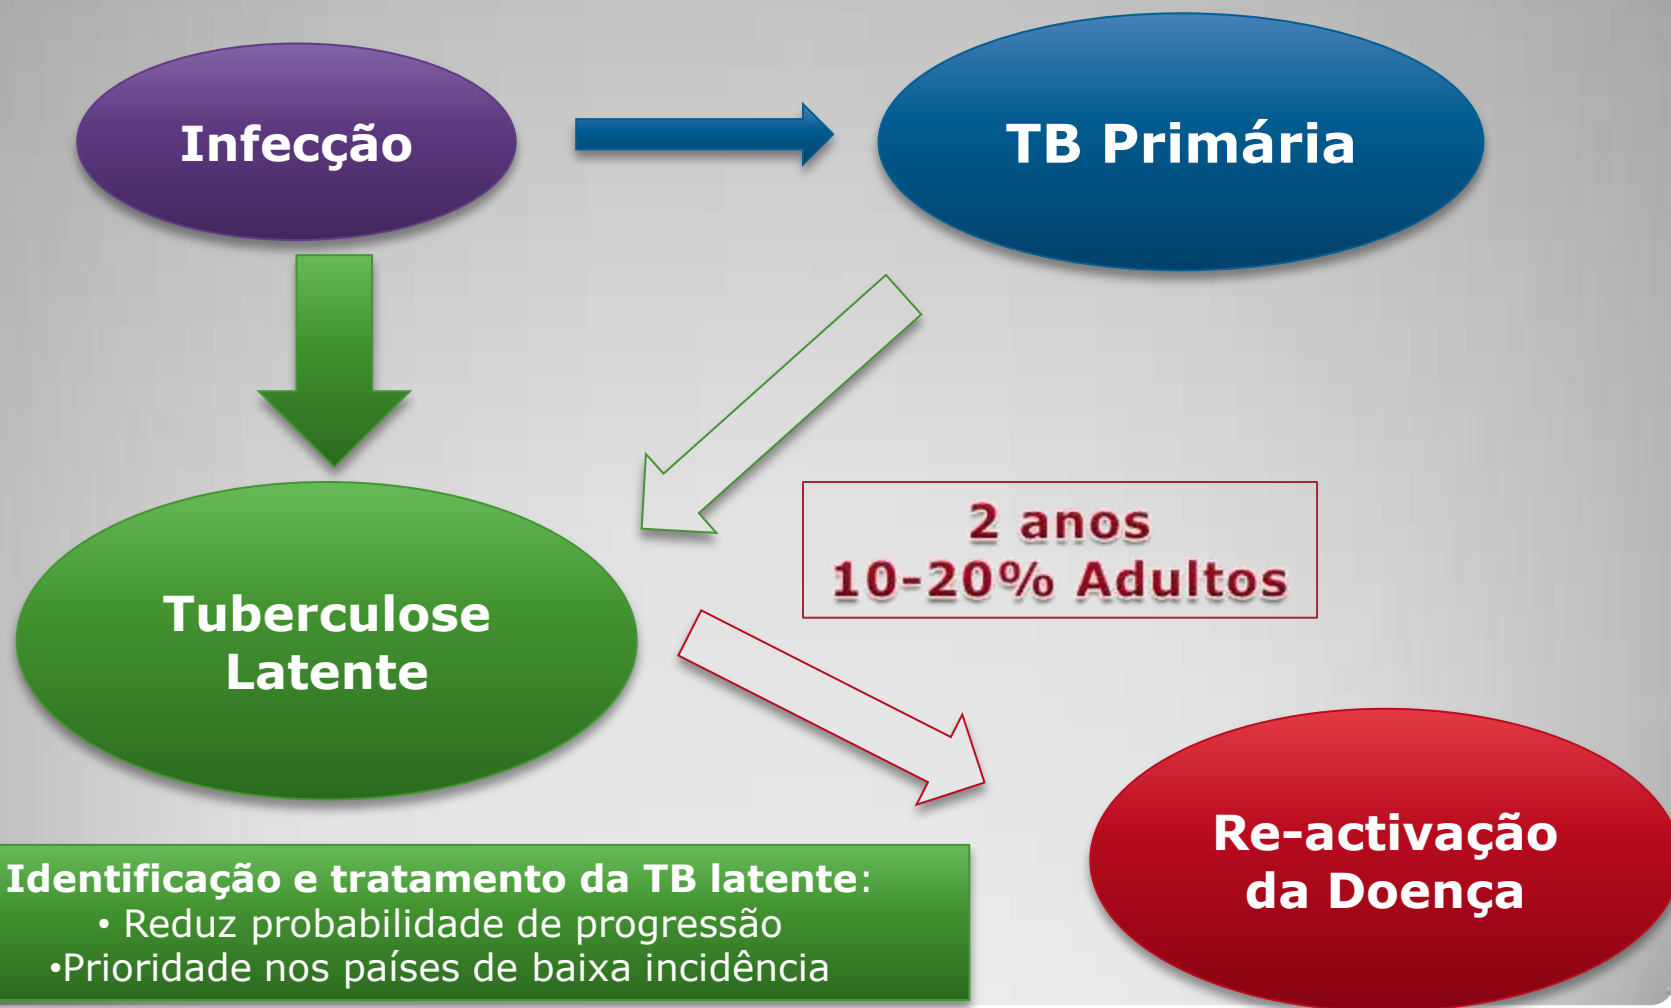 Infecção
TB Primária
2 anos
10-20% Adultos
Tuberculose
Latente
Re-activação
da Doença
Identificação e tratamento da TB latente:
• Reduz probabilidade de progressão
•Prioridade nos países de baixa incidência